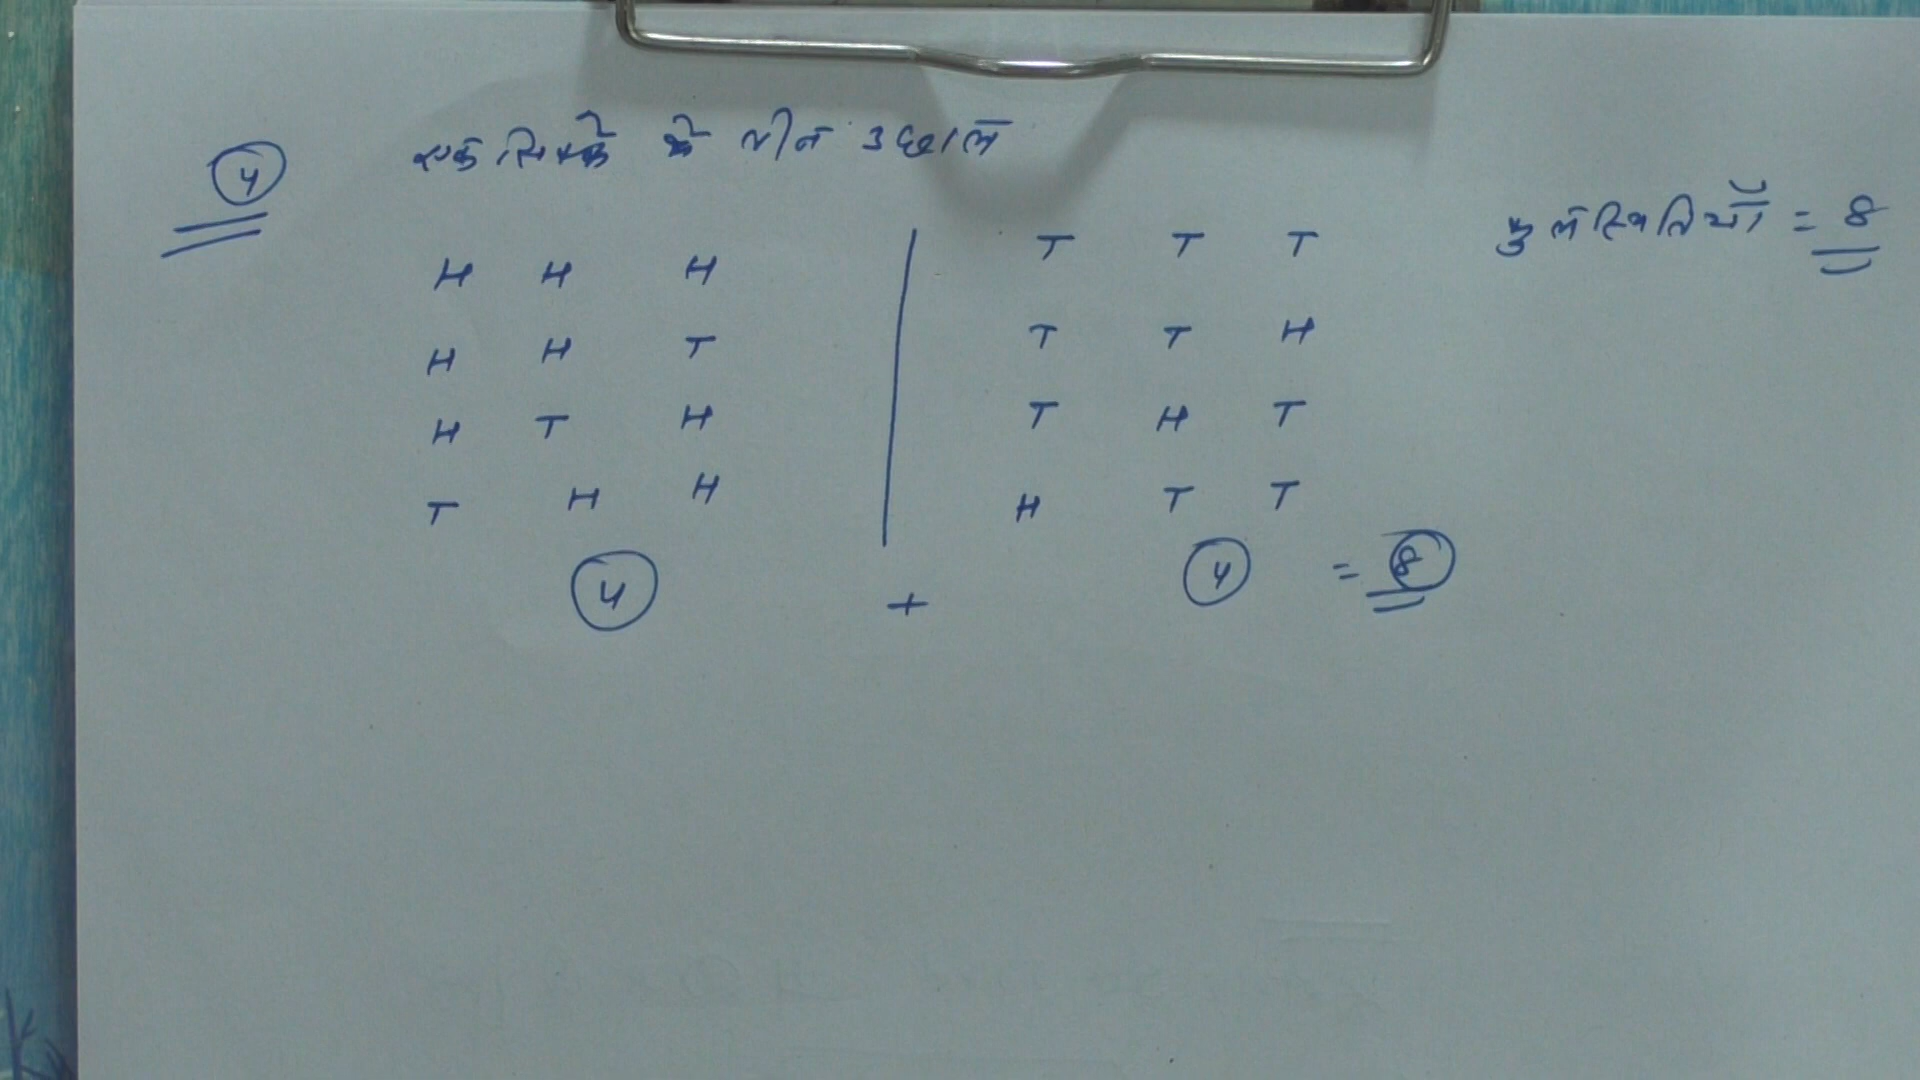 4 एक सिक्के के तीन उछाल
कुल स्थितियाँ = 8
H H H | T T T
H H T | T T H
H T H | T H T
T H H | H T T
4 + 4 = 8